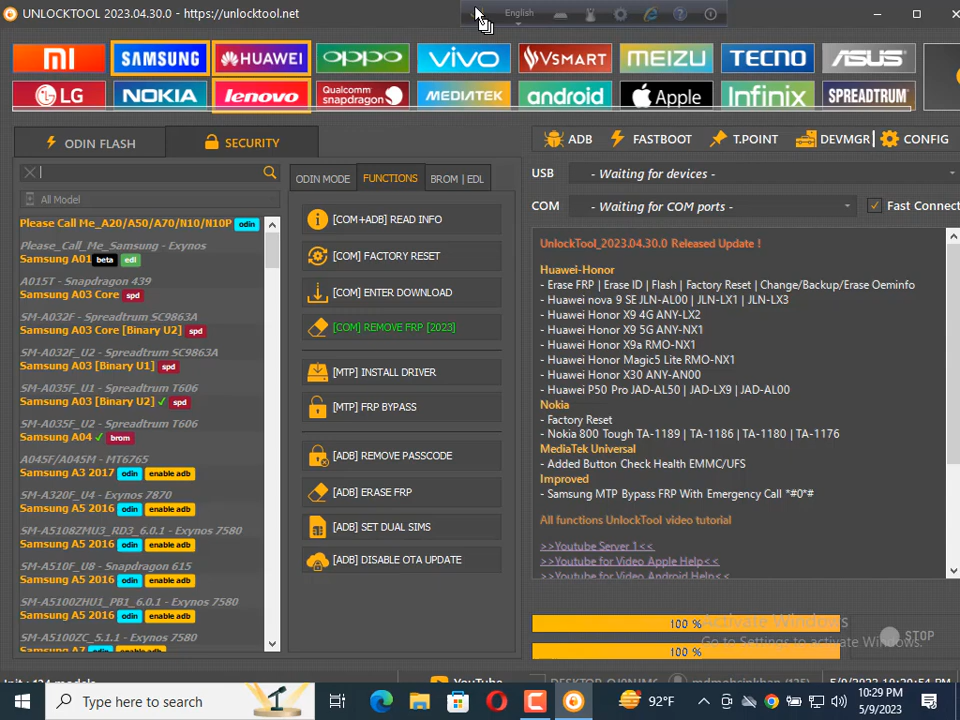 UNLOCKTOOL 2023.04.30.0 - https://unlocktool.net
English
mi SAMSUNG HUAWEI oppo vivo VSMART MEIZU TECNO ASUS
LG NOKIA lenovo Qualcomm snapdragon MEDIATEK android Apple Infinix SPREADTRUM
ODIN FLASH SECURITY
All Model
Please Call Me_A20/A50/A70/N10/N10P odin
Please_Call_Me_Samsung - Exynos
Samsung A01 beta edl
A015T - Snapdragon 439
Samsung A03 Core spd
SM-A032F - Spreadtrum SC9863A
Samsung A03 Core [Binary U2] spd
SM-A032F_U2 - Spreadtrum SC9863A
Samsung A03 [Binary U1] spd
SM-A035F_U1 - Spreadtrum T606
Samsung A03 [Binary U2] ✓ spd
SM-A035F_U2 - Spreadtrum T606
Samsung A04 ✓ brom
A045F/A045M - MT6765
Samsung A3 2017 odin enable adb
SM-A320F_U4 - Exynos 7870
Samsung A5 2016 odin enable adb
SM-A5108ZMU3_RD3_6.0.1 - Exynos 7580
Samsung A5 2016 odin enable adb
SM-A510F_U8 - Snapdragon 615
Samsung A5 2016 odin enable adb
SM-A5100ZHU1_PB1_6.0.1 - Exynos 7580
Samsung A5 2016 odin enable adb
SM-A5100ZC_5.1.1 - Exynos 7580
Samsung A7 odin enable adb
ODIN MODE FUNCTIONS BROM | EDL
[COM+ADB] READ INFO
[COM] FACTORY RESET
[COM] ENTER DOWNLOAD
[COM] REMOVE FRP [2023]
[MTP] INSTALL DRIVER
[MTP] FRP BYPASS
[ADB] REMOVE PASSCODE
[ADB] ERASE FRP
[ADB] SET DUAL SIMS
[ADB] DISABLE OTA UPDATE
ADB FASTBOOT T.POINT DEVMGR CONFIG
USB - Waiting for devices -
COM - Waiting for COM ports - Fast Connect
UnlockTool_2023.04.30.0 Released Update !
Huawei-Honor
- Erase FRP | Erase ID | Flash | Factory Reset | Change/Backup/Erase Oeminfo
- Huawei nova 9 SE JLN-AL00 | JLN-LX1 | JLN-LX3
- Huawei Honor X9 4G ANY-LX2
- Huawei Honor X9 5G ANY-NX1
- Huawei Honor X9a RMO-NX1
- Huawei Honor Magic5 Lite RMO-NX1
- Huawei Honor X30 ANY-AN00
- Huawei P50 Pro JAD-AL50 | JAD-LX9 | JAD-AL00
Nokia
- Factory Reset
- Nokia 800 Tough TA-1189 | TA-1186 | TA-1180 | TA-1176
MediaTek Universal
- Added Button Check Health EMMC/UFS
Improved
- Samsung MTP Bypass FRP With Emergency Call *#0*#
All functions UnlockTool video tutorial
>>Youtube Server 1<<
>>Youtube for Video Apple Help<<
>>Youtube for Video Android Help<<
100 %
100 %
Activate Windows
Go to Settings to activate Windows.
STOP
YouTube
Type here to search
92°F
10:29 PM
5/9/2023